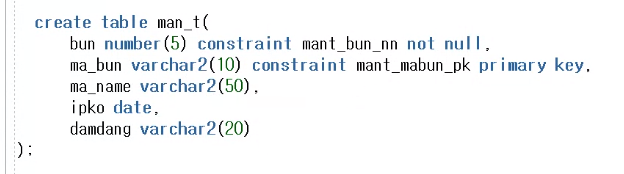 create table man_t(
bun number(5) constraint mant_bun_nn not null,
ma_bun varchar2(10) constraint mant_mabun_pk primary key,
ma_name varchar2(50),
ipko date,
damdang varchar2(20)
);